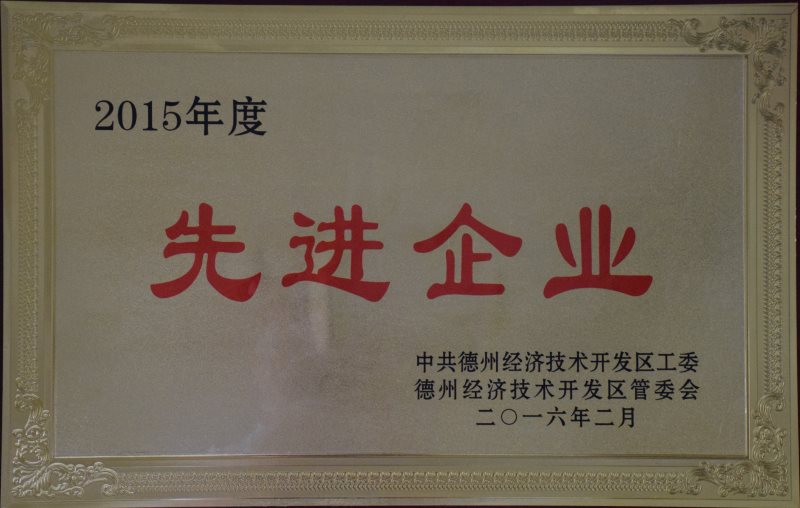 2015年度
先进企业
中共德州经济技术开发区工委
德州经济技术开发区管委会
二〇一六年二月